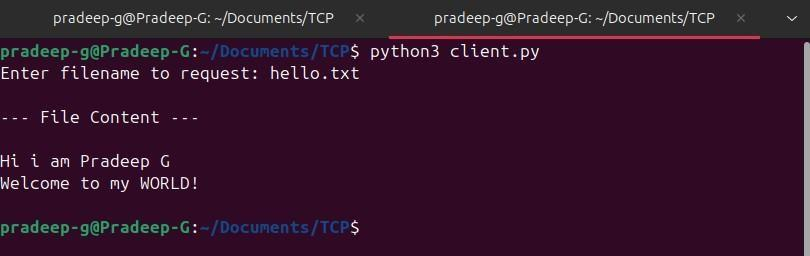 pradeep-g@Pradeep-G: ~/Documents/TCP × pradeep-g@Pradeep-G: ~/Documents/TCP ×
pradeep-g@Pradeep-G:~/Documents/TCP$ python3 client.py
Enter filename to request: hello.txt
--- File Content ---
Hi i am Pradeep G
Welcome to my WORLD!
pradeep-g@Pradeep-G:~/Documents/TCP$